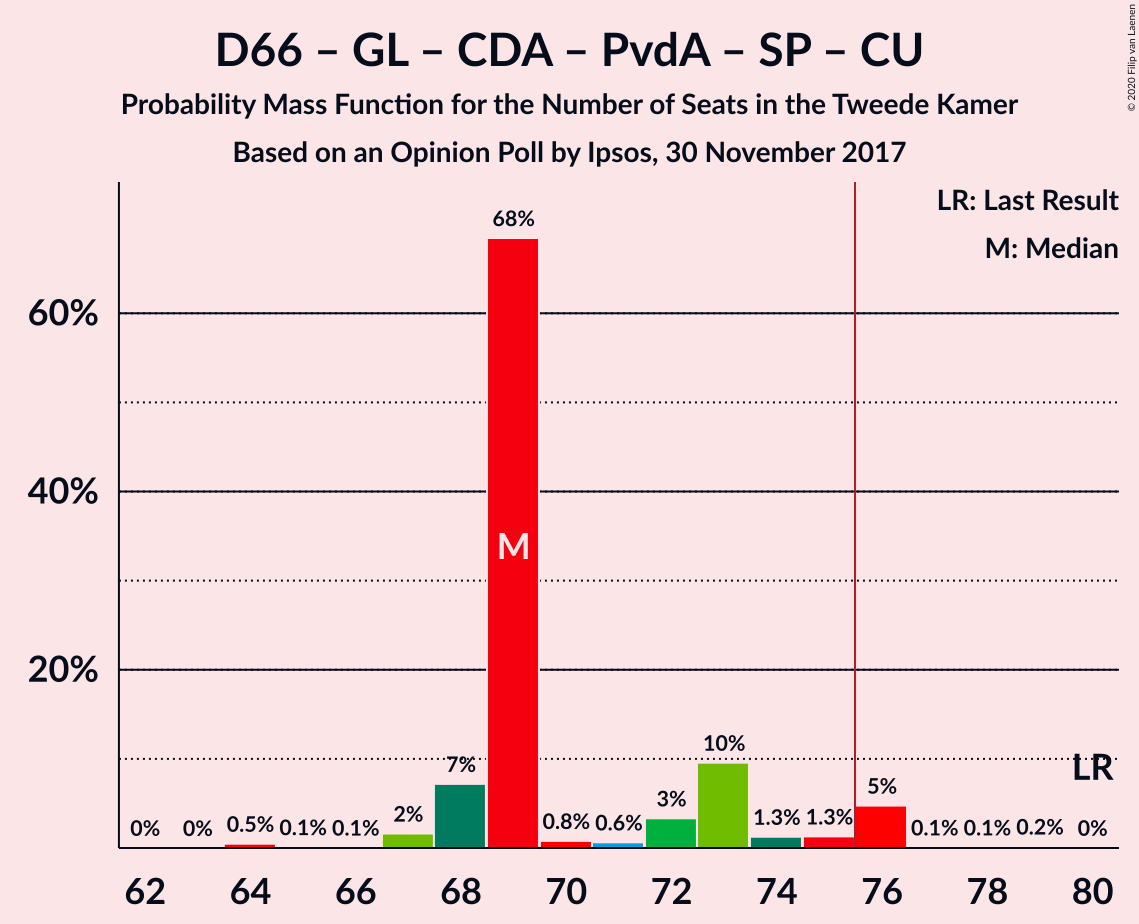 D66 – GL – CDA – PvdA – SP – CU
Probability Mass Function for the Number of Seats in the Tweede Kamer
Based on an Opinion Poll by Ipsos, 30 November 2017
© 2020 Filip van Laenen
LR: Last Result
M: Median
60%
40%
20%
0% 0% 0.5% 0.1% 0.1% 2% 7% 68% 0.8% 0.6% 3% 10% 1.3% 1.3% 5% 0.1% 0.1% 0.2% 0%
M
LR
62 64 66 68 70 72 74 76 78 80